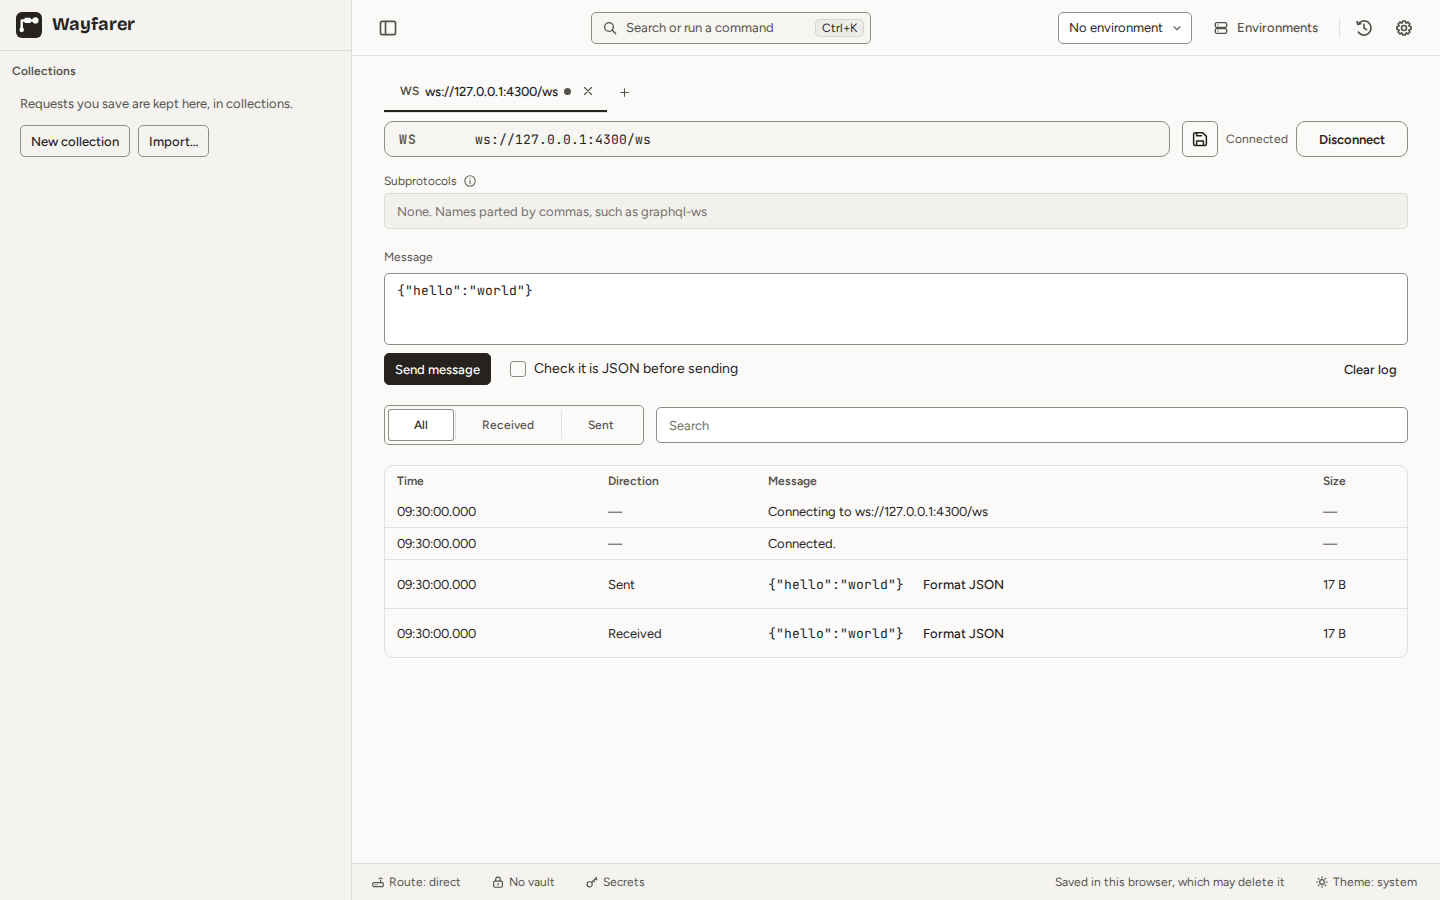 Wayfarer
Search or run a command Ctrl+K
No environment
Environments
Collections
Requests you save are kept here, in collections.
New collection
Import...
WS ws://127.0.0.1:4300/ws
WS ws://127.0.0.1:4300/ws
Connected
Disconnect
Subprotocols
None. Names parted by commas, such as graphql-ws
Message
{"hello":"world"}
Send message
Check it is JSON before sending
Clear log
All Received Sent
Search
Time Direction Message Size
09:30:00.000 — Connecting to ws://127.0.0.1:4300/ws —
09:30:00.000 — Connected. —
09:30:00.000 Sent {"hello":"world"} Format JSON 17 B
09:30:00.000 Received {"hello":"world"} Format JSON 17 B
Route: direct
No vault
Secrets
Saved in this browser, which may delete it
Theme: system